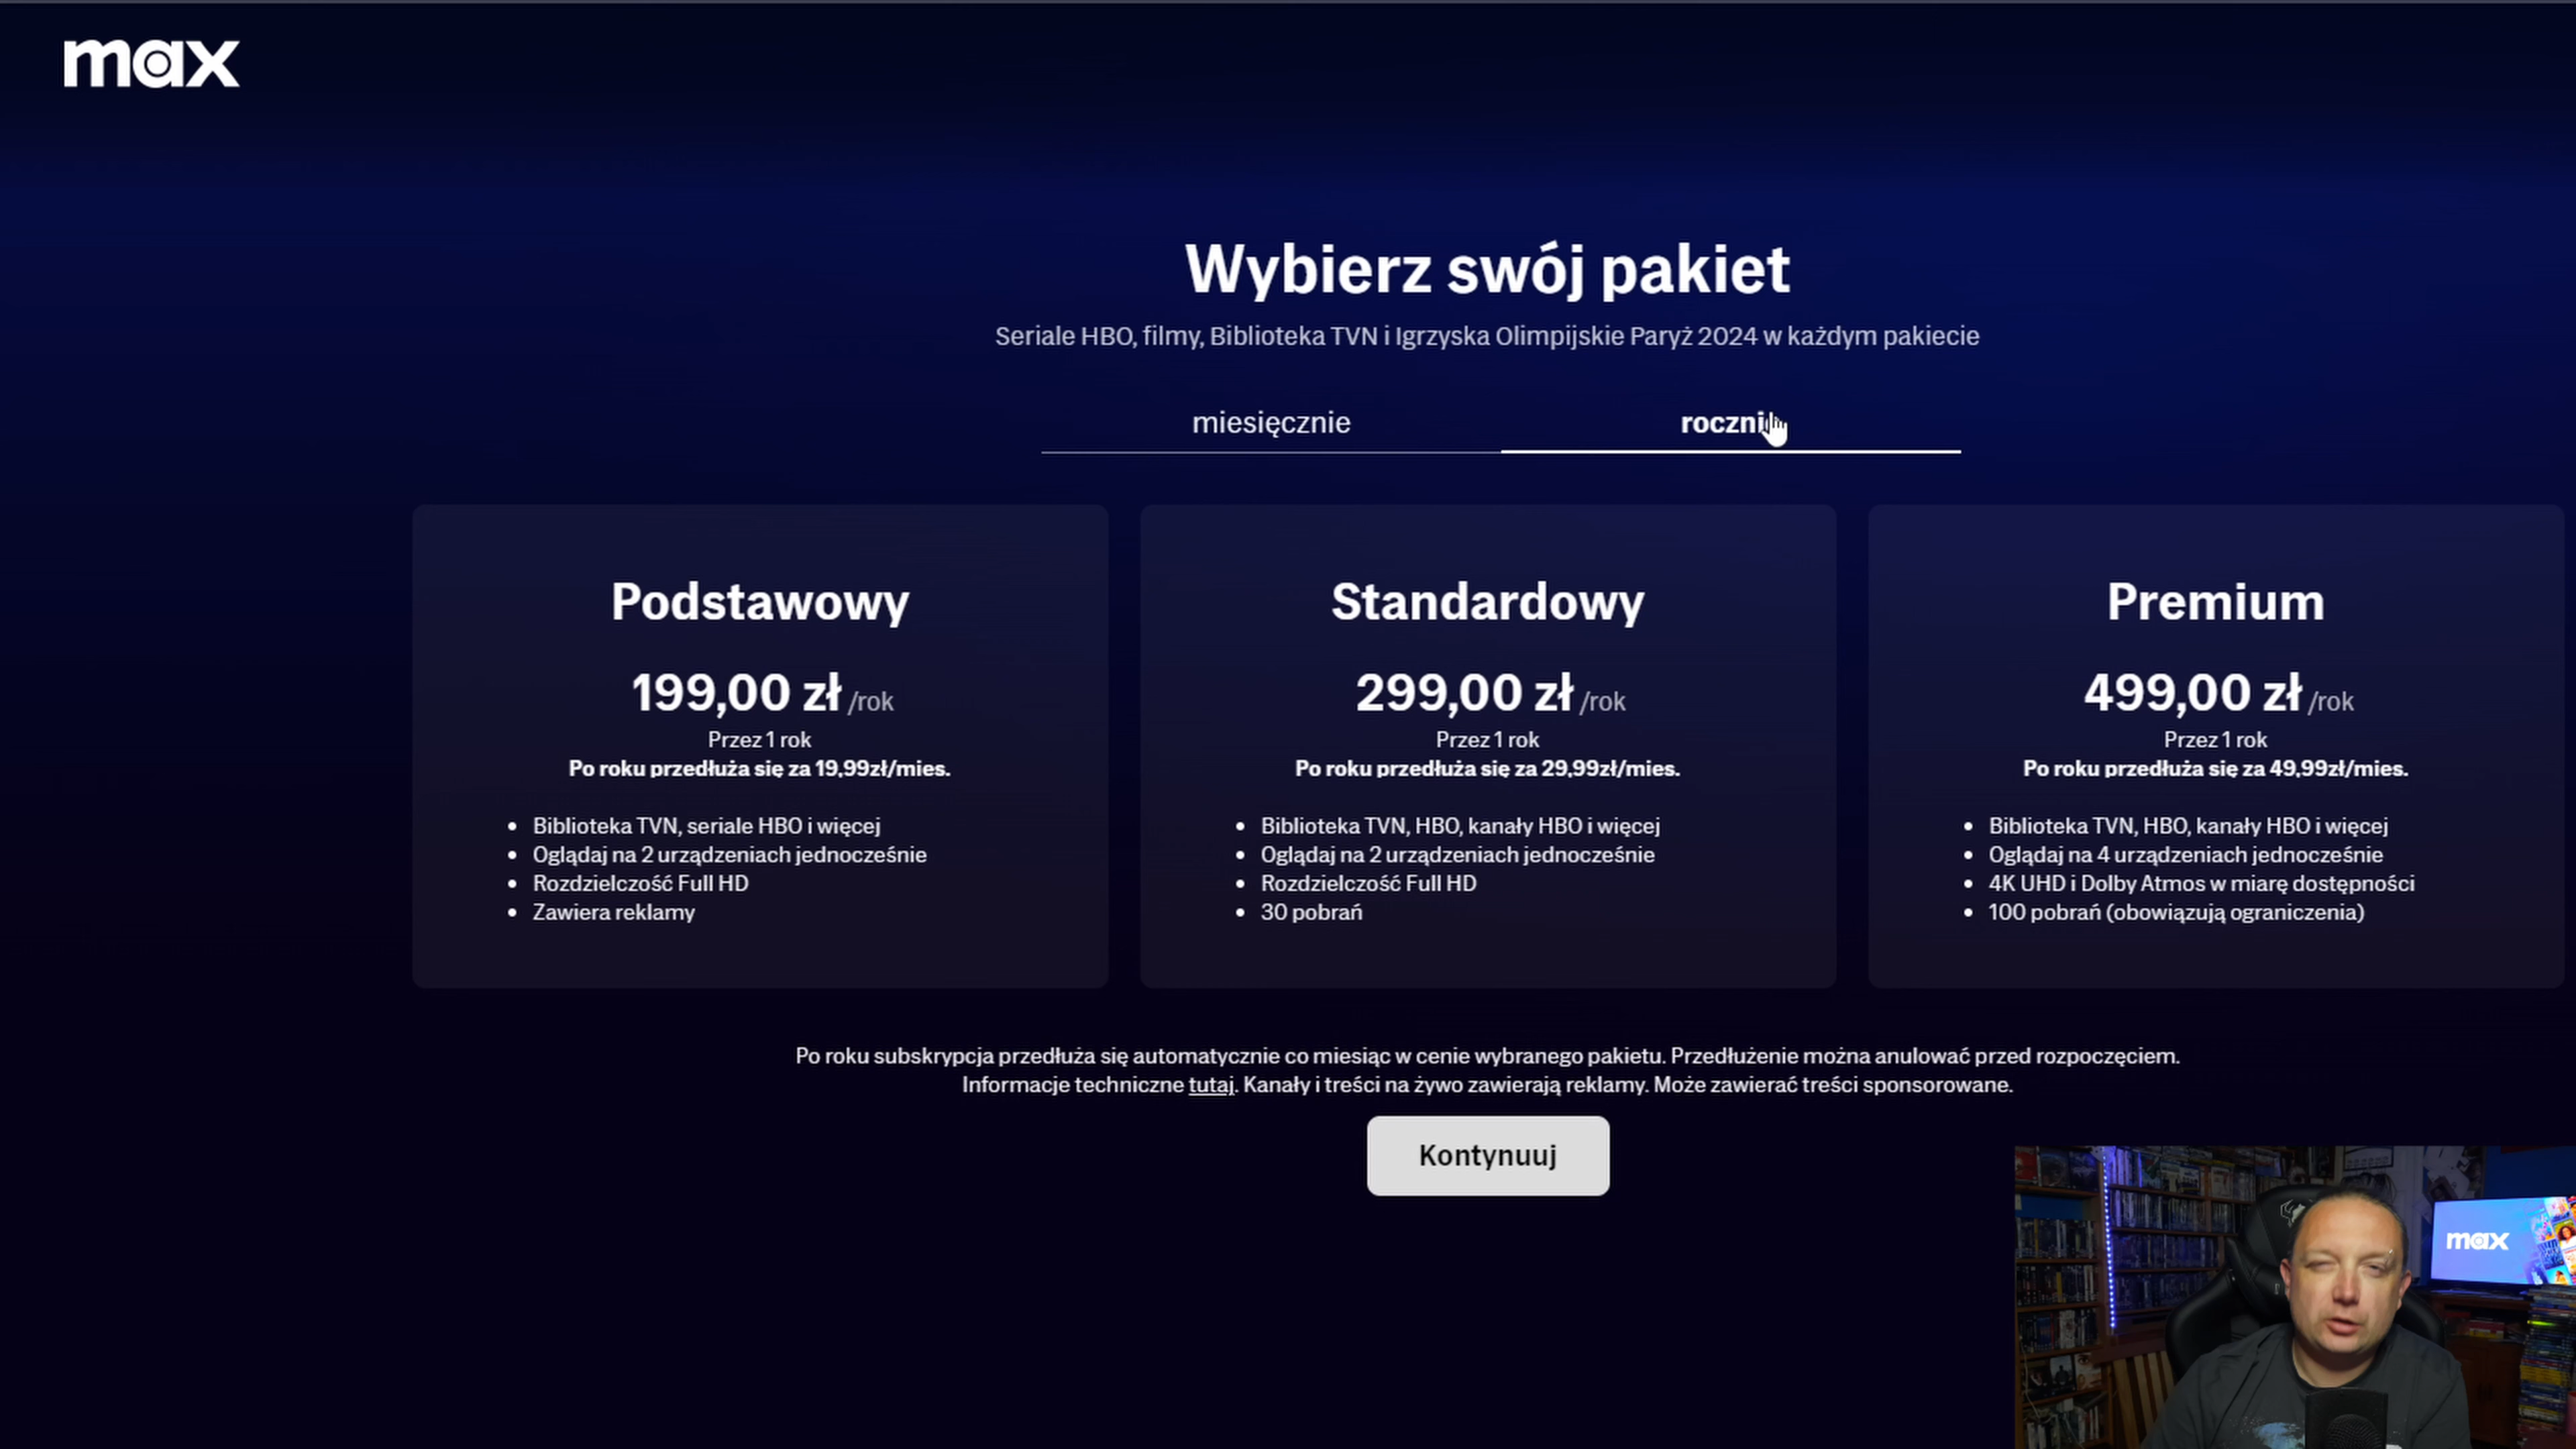 max
Wybierz swój pakiet
Seriale HBO, filmy, Biblioteka TVN i Igrzyska Olimpijskie Paryż 2024 w każdym pakiecie
miesięcznie
roczni
Podstawowy
199,00 zł /rok
Przez 1 rok
Po roku przedłuża się za 19,99zł/mies.
• Biblioteka TVN, seriale HBO i więcej
• Oglądaj na 2 urządzeniach jednocześnie
• Rozdzielczość Full HD
• Zawiera reklamy
Standardowy
299,00 zł /rok
Przez 1 rok
Po roku przedłuża się za 29,99zł/mies.
• Biblioteka TVN, HBO, kanały HBO i więcej
• Oglądaj na 2 urządzeniach jednocześnie
• Rozdzielczość Full HD
• 30 pobrań
Premium
499,00 zł /rok
Przez 1 rok
Po roku przedłuża się za 49,99zł/mies.
• Biblioteka TVN, HBO, kanały HBO i więcej
• Oglądaj na 4 urządzeniach jednocześnie
• 4K UHD i Dolby Atmos w miarę dostępności
• 100 pobrań (obowiązują ograniczenia)
Po roku subskrypcja przedłuża się automatycznie co miesiąc w cenie wybranego pakietu. Przedłużenie można anulować przed rozpoczęciem.
Informacje techniczne tutaj. Kanały i treści na żywo zawierają reklamy. Może zawierać treści sponsorowane.
Kontynuuj
max